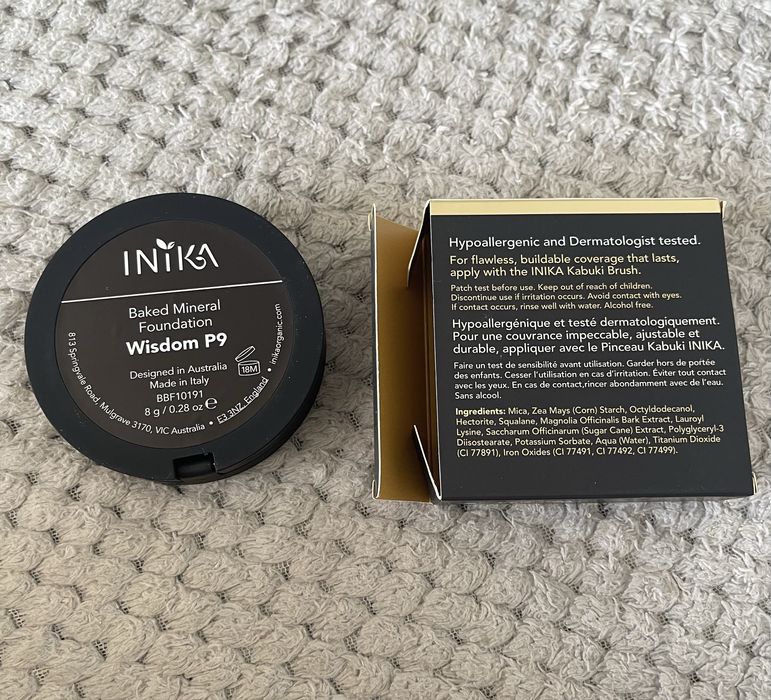 INIKA
Baked Mineral
Foundation
Wisdom P9
Designed in Australia
Made in Italy
BBF10191
8 g / 0.28 oz e
18M
813 Springvale Road, Mulgrave 3170, VIC Australia • E3 3NZ, England • inikaorganic.com
Hypoallergenic and Dermatologist tested.
For flawless, buildable coverage that lasts,
apply with the INIKA Kabuki Brush.
Patch test before use. Keep out of reach of children.
Discontinue use if irritation occurs. Avoid contact with eyes.
If contact occurs, rinse well with water. Alcohol free.
Hypoallergénique et testé dermatologiquement.
Pour une couvrance impeccable, ajustable et
durable, appliquer avec le Pinceau Kabuki INIKA.
Faire un test de sensibilité avant utilisation. Garder hors de portée
des enfants. Cesser l'utilisation en cas d'irritation. Éviter tout contact
avec les yeux. En cas de contact,rincer abondamment avec de l'eau.
Sans alcool.
Ingredients: Mica, Zea Mays (Corn) Starch, Octyldodecanol,
Hectorite, Squalane, Magnolia Officinalis Bark Extract, Lauroyl
Lysine, Saccharum Officinarum (Sugar Cane) Extract, Polyglyceryl-3
Diisostearate, Potassium Sorbate, Aqua (Water), Titanium Dioxide
(CI 77891), Iron Oxides (CI 77491, CI 77492, CI 77499).